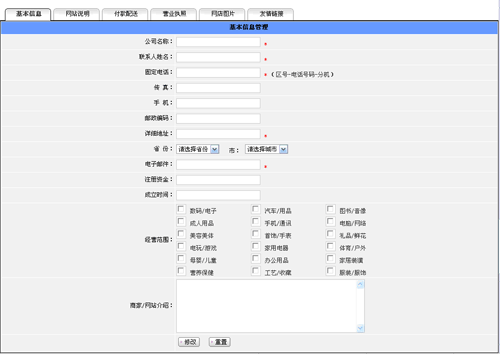 基本信息 网站说明 付款配送 营业执照 网店图片 友情链接
基本信息管理
公司名称： *
联系人姓名： *
固定电话： * （区号-电话号码-分机）
传 真：
手 机：
邮政编码：
详细地址： *
省 份： 请选择省份 市： 请选择城市
电子邮件： *
注册资金：
成立时间：
经营范围：
数码/电子 汽车/用品 图书/音像
成人用品 手机/通讯 电脑/网络
美容美体 首饰/手表 礼品/鲜花
电玩/游戏 家用电器 体育/户外
母婴/儿童 办公用品 家居装潢
营养保健 工艺/收藏 服装/服饰
商家/网站介绍：
修改 重置